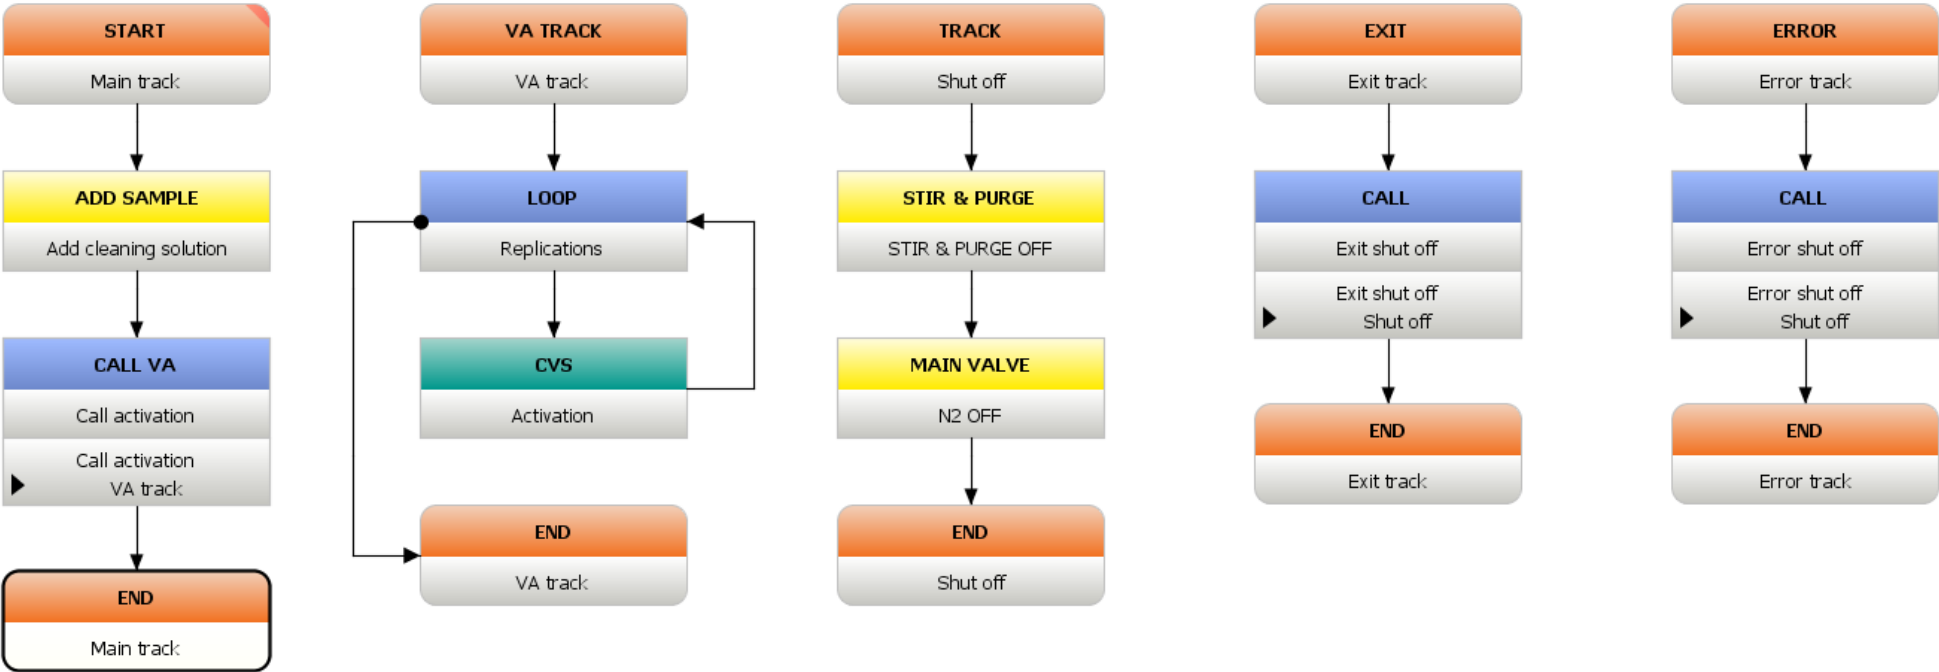 START
Main track
ADD SAMPLE
Add cleaning solution
CALL VA
Call activation
Call activation
VA track
END
Main track
VA TRACK
VA track
LOOP
Replications
CVS
Activation
END
VA track
TRACK
Shut off
STIR & PURGE
STIR & PURGE OFF
MAIN VALVE
N2 OFF
END
Shut off
EXIT
Exit track
CALL
Exit shut off
Exit shut off
Shut off
END
Exit track
ERROR
Error track
CALL
Error shut off
Error shut off
Shut off
END
Error track